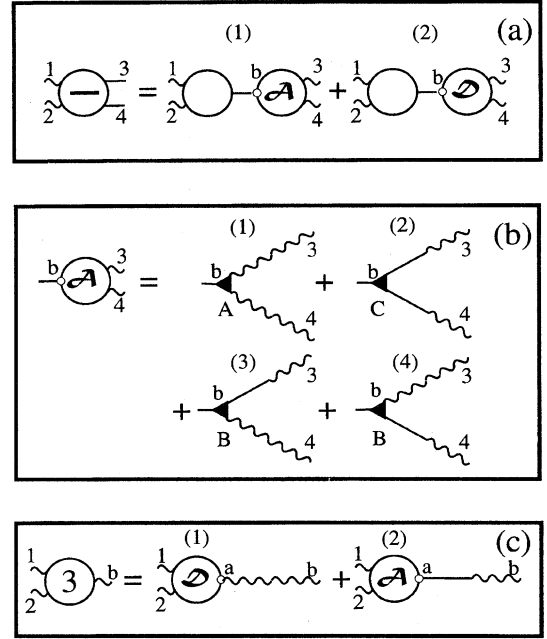 (1) (2) (a)
1 3 1 b A 3 1 b D 3
— = +
2 4 2 4 2 4
(1) (2) (b)
b A 3 = b 3 + b 3
4 A 4 C 4
(3) (4)
+ b 3 + b 3
B 4 B 4
(1) (2) (c)
1 3 b = 1 D a b + 1 A a b
2 2 2